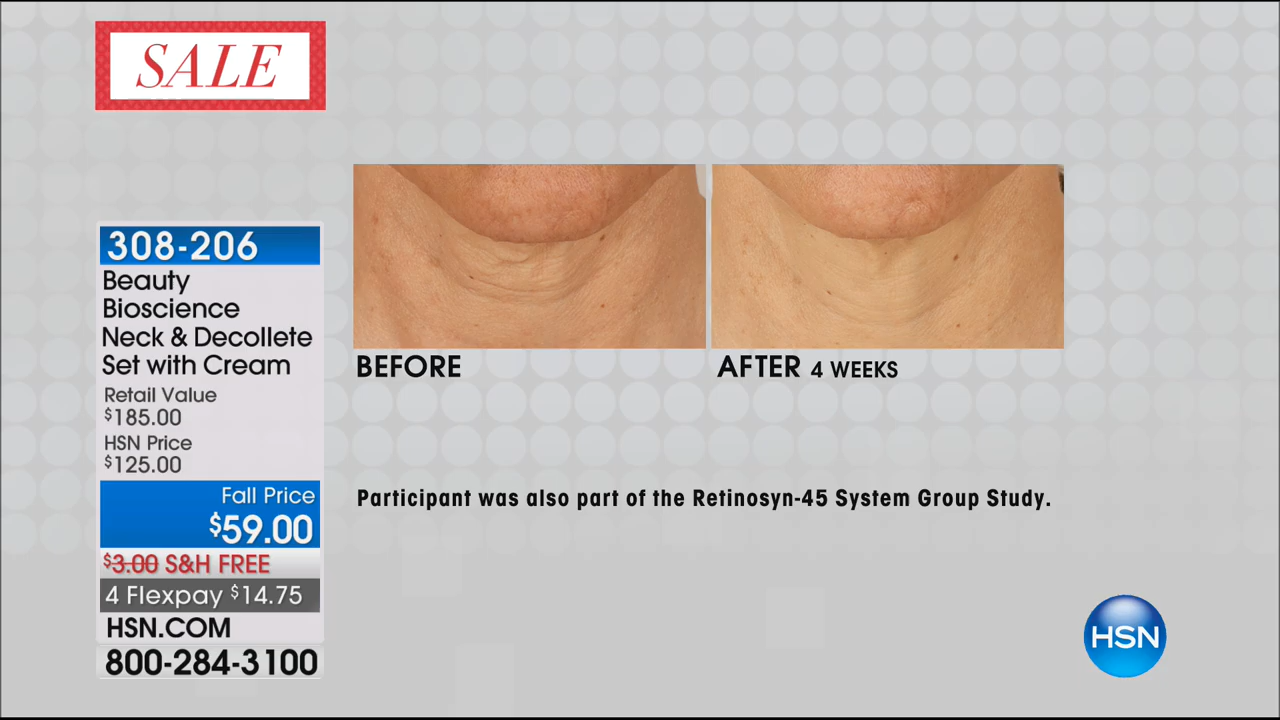 SALE
308-206
Beauty
Bioscience
Neck & Decollete
Set with Cream
Retail Value
$185.00
HSN Price
$125.00
Fall Price
$59.00
$3.00 S&H FREE
4 Flexpay $14.75
HSN.COM
800-284-3100
BEFORE
AFTER 4 WEEKS
Participant was also part of the Retinosyn-45 System Group Study.
HSN